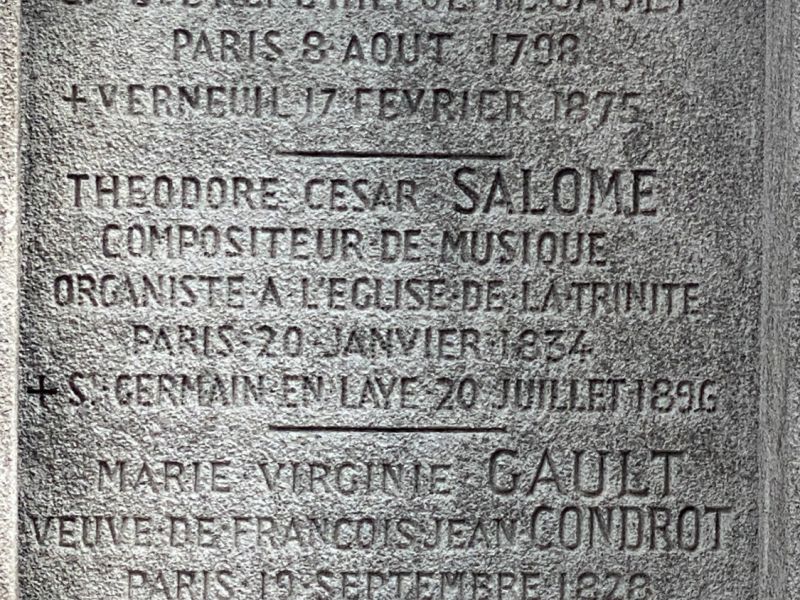 PARIS 8 AOUT 1798
+ VERNEUIL 17 FEVRIER 1875
THEODORE CESAR SALOMÉ
COMPOSITEUR·DE·MUSIQUE
ORGANISTE·A·L'EGLISE·DE·LA·TRINITE
PARIS·20·JANVIER·1834
+ ST·GERMAIN·EN·LAYE·20 JUILLET·1896
MARIE·VIRGINIE GAULT
VEUVE·DE·FRANCOIS·JEAN·CONDROT
PARIS·19·SEPTEMBRE 1828